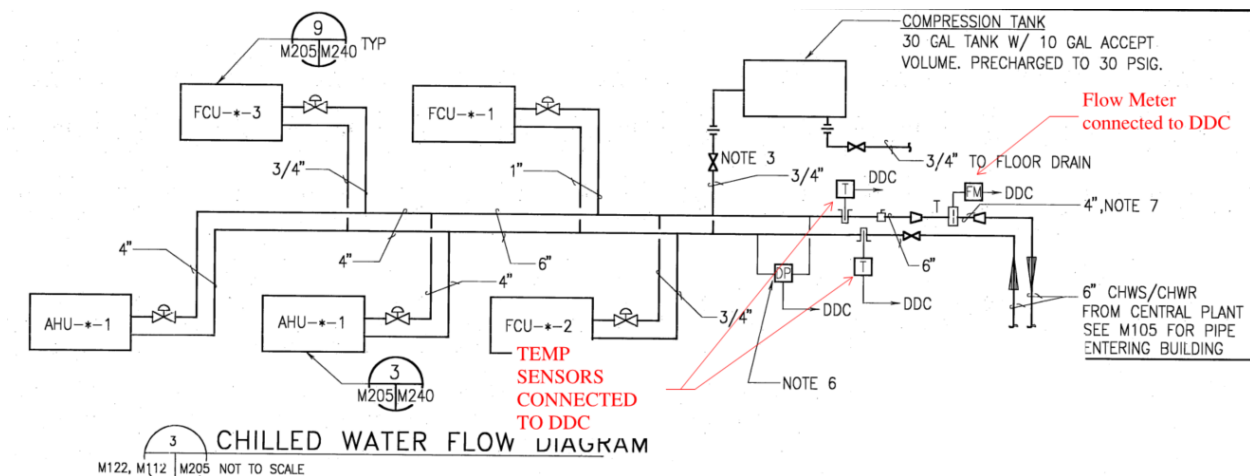 9
M205 M240 TYP
COMPRESSION TANK
30 GAL TANK W/ 10 GAL ACCEPT
VOLUME. PRECHARGED TO 30 PSIG.
Flow Meter
connected to DDC
FCU-*-3
FCU-*-1
NOTE 3
3/4" TO FLOOR DRAIN
3/4"
1"
3/4"
T
DDC
FM
DDC
T
4", NOTE 7
4"
4"
6"
4"
DP
T
6"
DDC
DDC
3/4"
AHU-*-1
AHU-*-1
FCU-*-2
6" CHWS/CHWR
FROM CENTRAL PLANT
SEE M105 FOR PIPE
ENTERING BUILDING
TEMP
SENSORS
CONNECTED
TO DDC
NOTE 6
3
M205 M240
3
CHILLED WATER FLOW DIAGRAM
M122, M112 M205 NOT TO SCALE